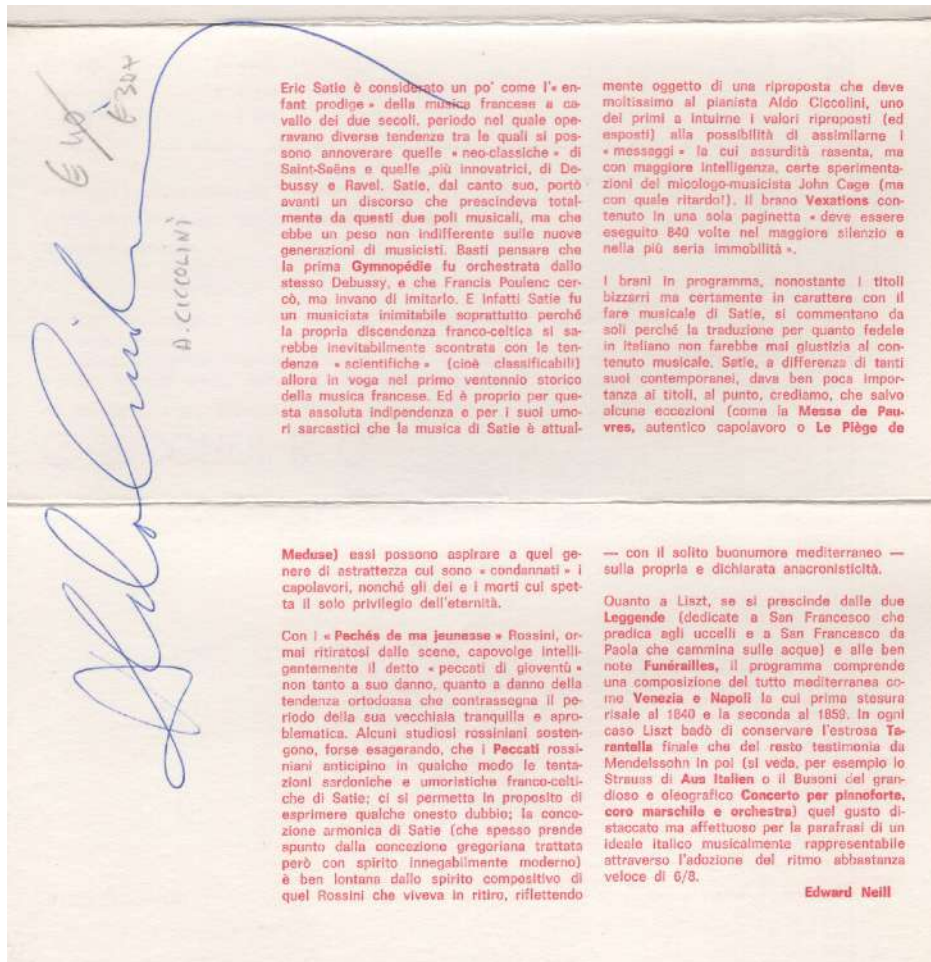 Eric Satie è considerato un po' come l'« en-
fant prodige » della musica francese a ca-
vallo dei due secoli, periodo nel quale ope-
ravano diverse tendenze tra le quali si pos-
sono annoverare quelle « neo-classiche » di
Saint-Saëns e quelle ,più innovatrici, di De-
bussy e Ravel. Satie, dal canto suo, portò
avanti un discorso che prescindeva total-
mente da questi due poli musicali, ma che
ebbe un peso non indifferente sulle nuove
generazioni di musicisti. Basti pensare che
la prima Gymnopédie fu orchestrata dallo
stesso Debussy, e che Francis Poulenc cer-
cò, ma invano di imitarlo. E infatti Satie fu
un musicista inimitabile soprattutto perché
la propria discendenza franco-celtica si sa-
rebbe inevitabilmente scontrata con le ten-
denze « scientifiche » (cioè classificabili)
allora in voga nel primo ventennio storico
della musica francese. Ed è proprio per que-
sta assoluta indipendenza e per i suoi umo-
ri sarcastici che la musica di Satie è attual-
mente oggetto di una riproposta che deve
moltissimo al pianista Aldo Ciccolini, uno
dei primi a intuirne i valori riproposti (ed
esposti) alla possibilità di assimilarne i
« messaggi » la cui assurdità rasenta, ma
con maggiore intelligenza, certe sperimenta-
zioni del micologo-musicista John Cage (ma
con quale ritardo!). Il brano Vexations con-
tenuto in una sola paginetta « deve essere
eseguito 840 volte nel maggiore silenzio e
nella più seria immobilità ».
I brani in programma, nonostante i titoli
bizzarri ma certamente in carattere con il
fare musicale di Satie, si commentano da
soli perché la traduzione per quanto fedele
in italiano non farebbe mai giustizia al con-
tenuto musicale. Satie, a differenza di tanti
suoi contemporanei, dava ben poca impor-
tanza ai titoli, al punto, crediamo, che salvo
alcune eccezioni (come la Messe de Pau-
vres, autentico capolavoro o Le Piège de
Meduse) essi possono aspirare a quel ge-
nere di astrattezza cui sono « condannati » i
capolavori, nonché gli dei e i morti cui spet-
ta il solo privilegio dell'eternità.
Con i « Pechés de ma jeunesse » Rossini, or-
mai ritiratosi dalle scene, capovolge intelli-
gentemente il detto « peccati di gioventù »
non tanto a suo danno, quanto a danno della
tendenza ortodossa che contrassegna il pe-
riodo della sua vecchiaia tranquilla e apro-
blematica. Alcuni studiosi rossiniani sosten-
gono, forse esagerando, che i Peccati rossi-
niani anticipino in qualche modo le tenta-
zioni sardoniche e umoristiche franco-celti-
che di Satie; ci si permetta in proposito di
esprimere qualche onesto dubbio; la conce-
zione armonica di Satie (che spesso prende
spunto dalla concezione gregoriana trattata
però con spirito innegabilmente moderno)
è ben lontana dallo spirito compositivo di
quel Rossini che viveva in ritiro, riflettendo
— con il solito buonumore mediterraneo —
sulla propria e dichiarata anacronisticità.
Quanto a Liszt, se si prescinde dalle due
Leggende (dedicate a San Francesco che
predica agli uccelli e a San Francesco da
Paola che cammina sulle acque) e alle ben
note Funérailles, il programma comprende
una composizione del tutto mediterranea co-
me Venezia e Napoli la cui prima stesura
risale al 1840 e la seconda al 1859. In ogni
caso Liszt badò di conservare l'estrosa Ta-
rantella finale che del resto testimonia da
Mendelssohn in poi (si veda, per esempio lo
Strauss di Aus Italien o il Busoni del gran-
dioso e oleografico Concerto per pianoforte,
coro marschile e orchestra) quel gusto di-
staccato ma affettuoso per la parafrasi di un
ideale italico musicalmente rappresentabile
attraverso l'adozione del ritmo abbastanza
veloce di 6/8.
Edward Neill
Aldo Ciccolini
A. CICCOLINI